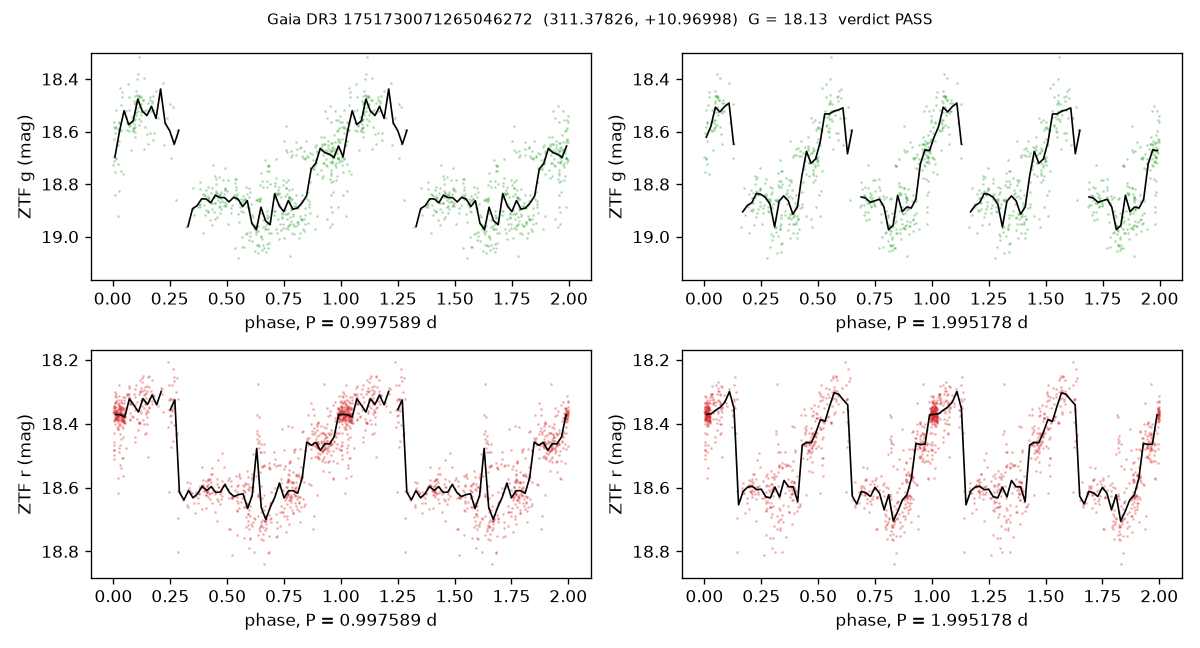 Gaia DR3 1751730071265046272 (311.37826, +10.96998) G = 18.13 verdict PASS
ZTF g (mag)
18.4
18.6
18.8
19.0
0.00 0.25 0.50 0.75 1.00 1.25 1.50 1.75 2.00
phase, P = 0.997589 d
ZTF g (mag)
18.4
18.6
18.8
19.0
0.00 0.25 0.50 0.75 1.00 1.25 1.50 1.75 2.00
phase, P = 1.995178 d
ZTF r (mag)
18.2
18.4
18.6
18.8
0.00 0.25 0.50 0.75 1.00 1.25 1.50 1.75 2.00
phase, P = 0.997589 d
ZTF r (mag)
18.2
18.4
18.6
18.8
0.00 0.25 0.50 0.75 1.00 1.25 1.50 1.75 2.00
phase, P = 1.995178 d